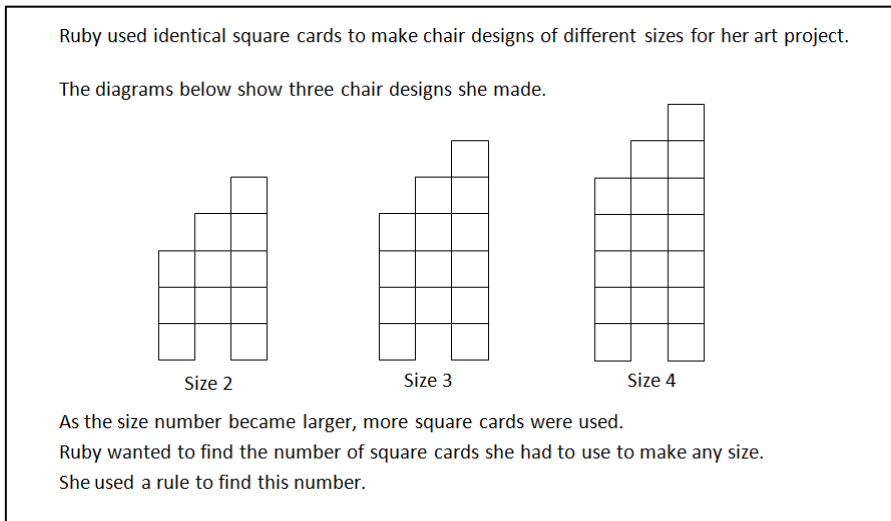 Ruby used identical square cards to make chair designs of different sizes for her art project.
The diagrams below show three chair designs she made.
Size 2
Size 3
Size 4
As the size number became larger, more square cards were used.
Ruby wanted to find the number of square cards she had to use to make any size.
She used a rule to find this number.